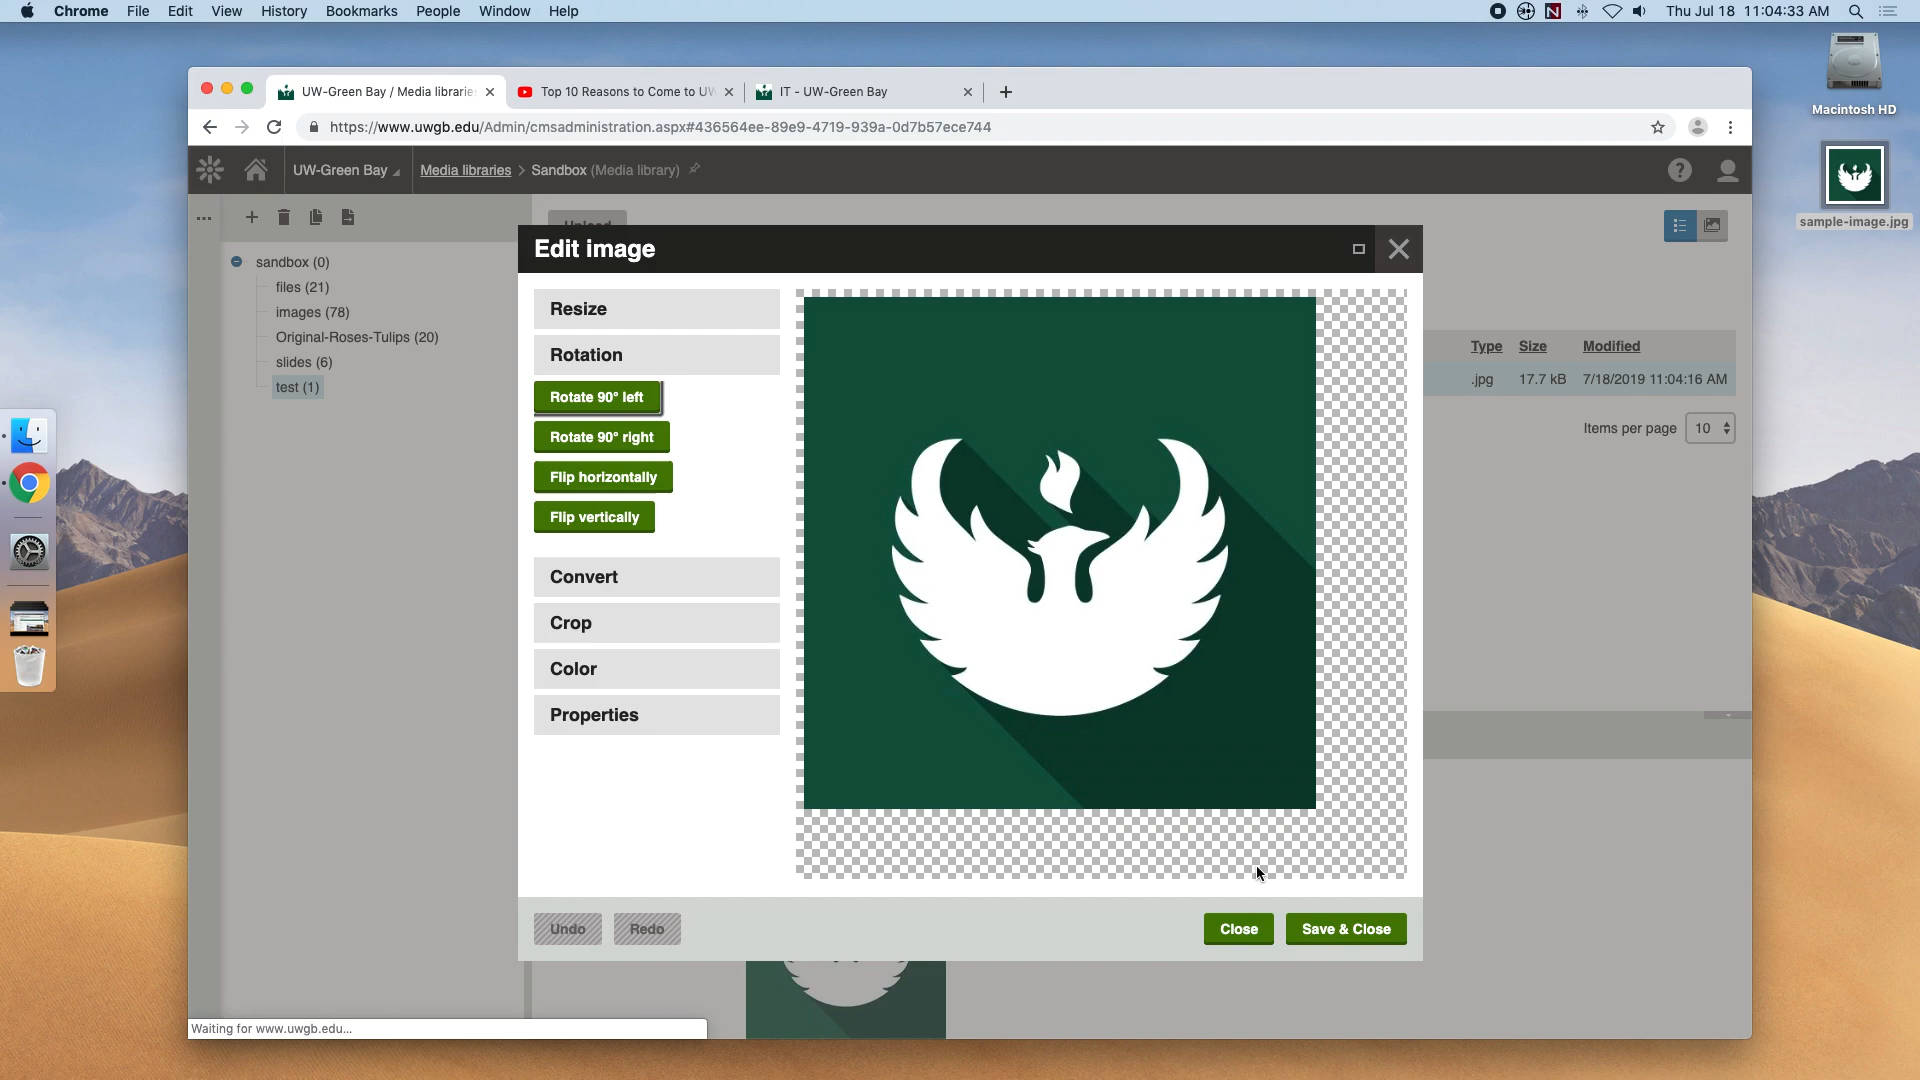 Chrome File Edit View History Bookmarks People Window Help
Thu Jul 18 11:04:33 AM
Macintosh HD
sample-image.jpg
UW-Green Bay / Media librarie
Top 10 Reasons to Come to UW
IT - UW-Green Bay
https://www.uwgb.edu/Admin/cmsadministration.aspx#436564ee-89e9-4719-939a-0d7b57ece744
UW-Green Bay
Media libraries > Sandbox (Media library)
Upload
sandbox (0)
files (21)
images (78)
Original-Roses-Tulips (20)
slides (6)
test (1)
Edit image
Resize
Rotation
Rotate 90° left
Rotate 90° right
Flip horizontally
Flip vertically
Convert
Crop
Color
Properties
Type Size Modified
.jpg 17.7 kB 7/18/2019 11:04:16 AM
Items per page 10
Undo Redo
Close Save & Close
Waiting for www.uwgb.edu...